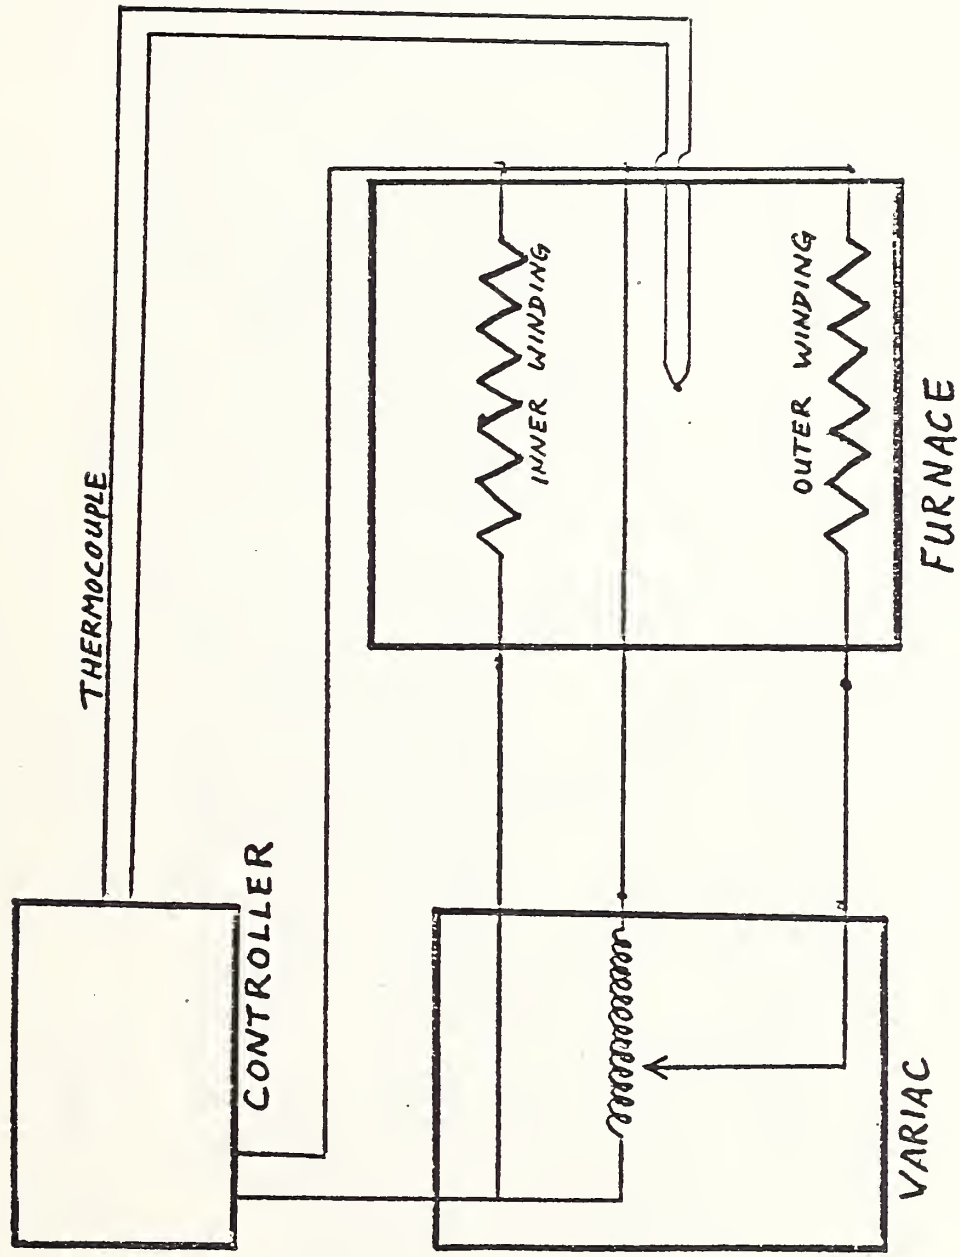 THERMOCOUPLE
CONTROLLER
INNER WINDING
OUTER WINDING
FURNACE
VARIAC